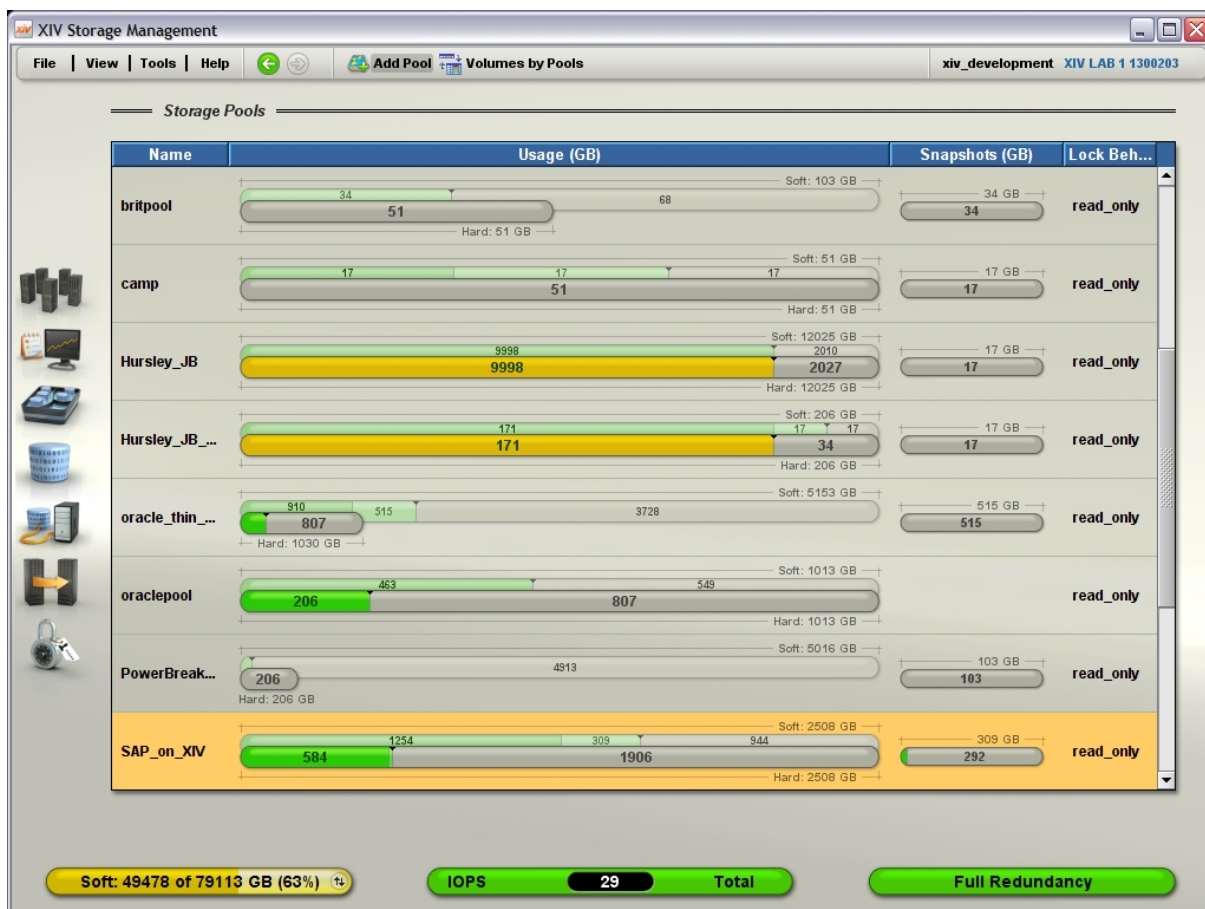 xiv XIV Storage Management
File | View | Tools | Help Add Pool Volumes by Pools xiv_development XIV LAB 1 1300203
Storage Pools
Name Usage (GB) Snapshots (GB) Lock Beh...
Soft: 103 GB
britpool 34 68 34 GB read_only
51 34
Hard: 51 GB
Soft: 51 GB
camp 17 17 17 17 GB read_only
51 17
Hard: 51 GB
Soft: 12025 GB
Hursley_JB 9998 2010 17 GB read_only
9998 2027 17
Hard: 12025 GB
Soft: 206 GB
Hursley_JB_... 171 17 17 17 GB read_only
171 34 17
Hard: 206 GB
Soft: 5153 GB
oracle_thin_... 910 515 3728 515 GB read_only
807 515
Hard: 1030 GB
Soft: 1013 GB
oraclepool 463 549 read_only
206 807
Hard: 1013 GB
Soft: 5016 GB
PowerBreak... 4913 103 GB read_only
206 103
Hard: 206 GB
Soft: 2508 GB
SAP_on_XIV 1254 309 944 309 GB read_only
584 1906 292
Hard: 2508 GB
Soft: 49478 of 79113 GB (63%) IOPS 29 Total Full Redundancy